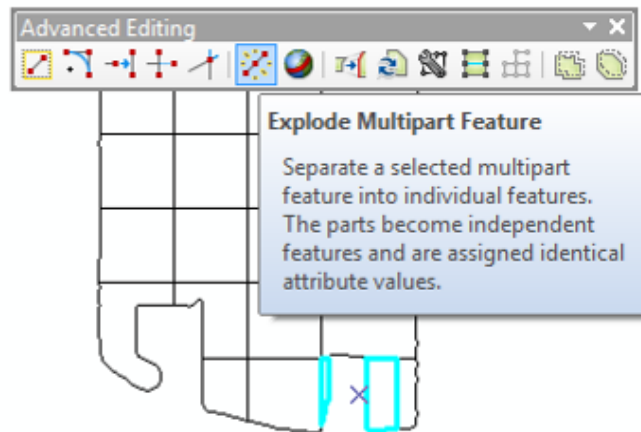 Advanced Editing
Explode Multipart Feature
Separate a selected multipart
feature into individual features.
The parts become independent
features and are assigned identical
attribute values.